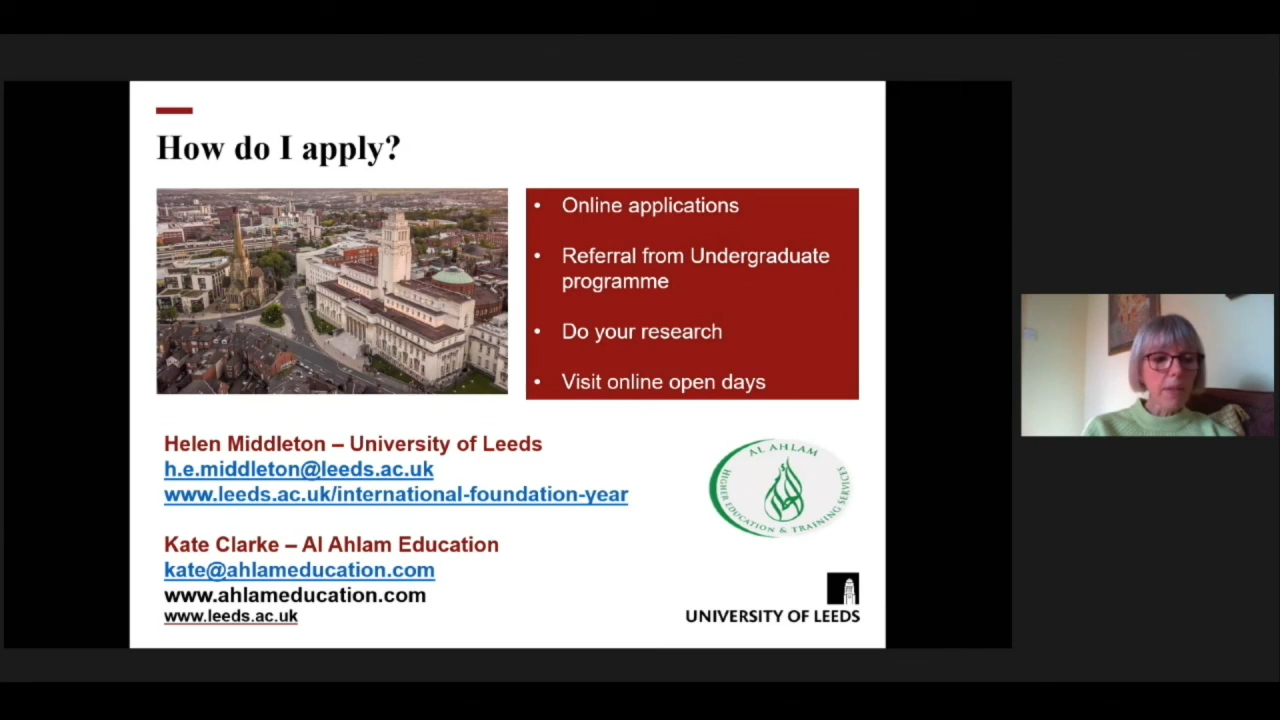 How do I apply?
• Online applications
• Referral from Undergraduate
programme
• Do your research
• Visit online open days
Helen Middleton – University of Leeds
h.e.middleton@leeds.ac.uk
www.leeds.ac.uk/international-foundation-year
Kate Clarke – Al Ahlam Education
kate@ahlameducation.com
www.ahlameducation.com
www.leeds.ac.uk
AL AHLAM
HIGHER EDUCATION & TRAINING SERVICES
UNIVERSITY OF LEEDS